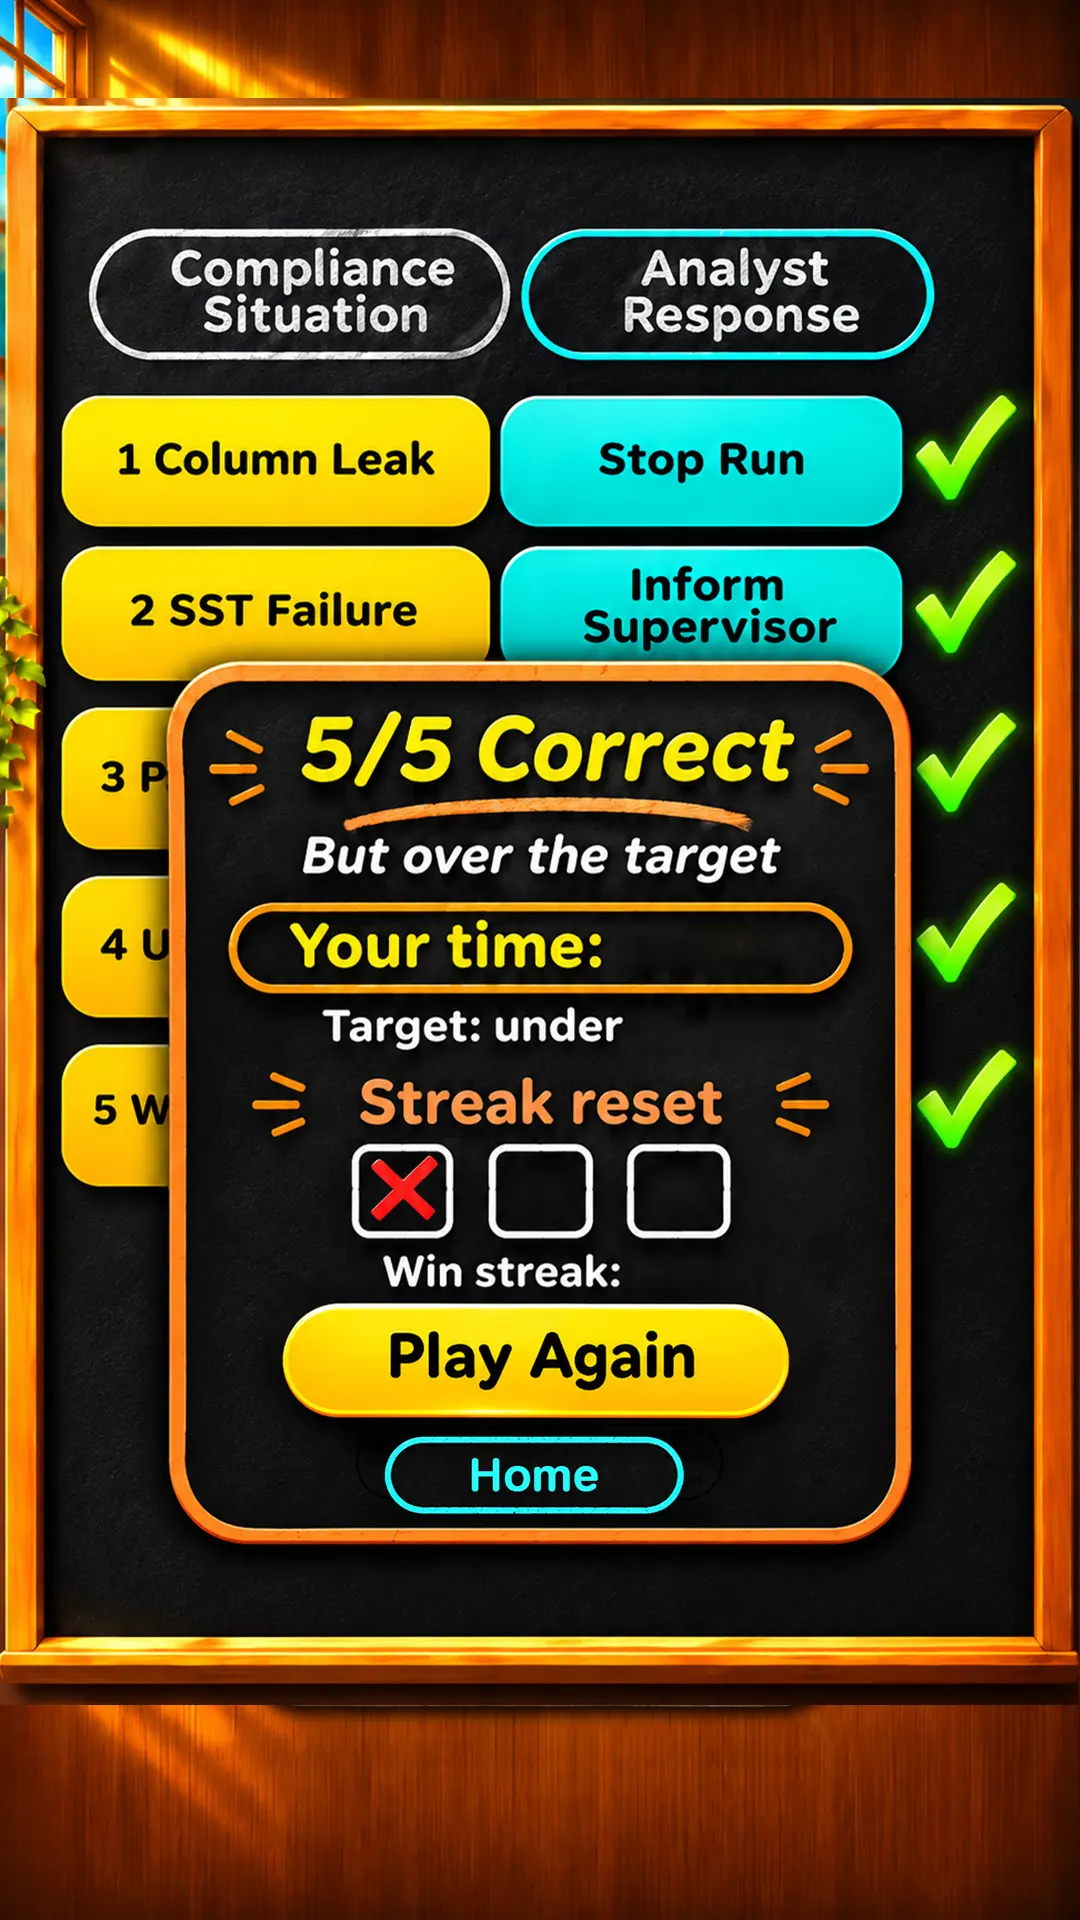 Compliance
Situation
Analyst
Response
1 Column Leak
Stop Run
2 SST Failure
Inform
Supervisor
3
4
5
5/5 Correct
But over the target
Your time:
Target: under
Streak reset
Win streak:
Play Again
Home